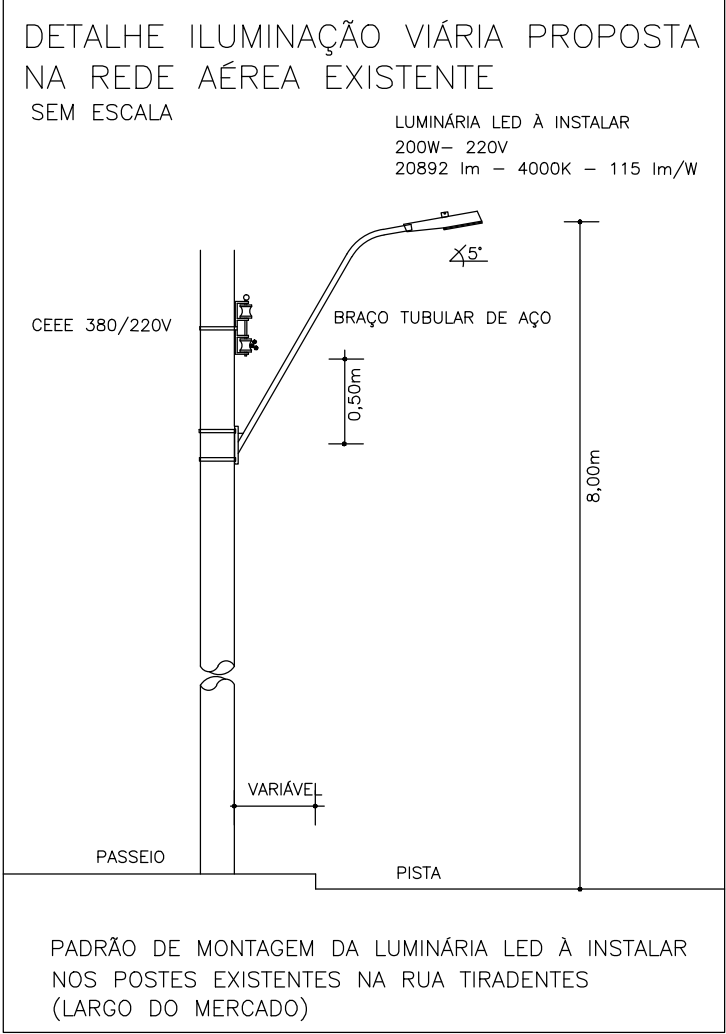 DETALHE ILUMINAÇÃO VIÁRIA PROPOSTA
NA REDE AÉREA EXISTENTE
SEM ESCALA
LUMINÁRIA LED À INSTALAR
200W- 220V
20892 lm - 4000K - 115 lm/W
5°
CEEE 380/220V
BRAÇO TUBULAR DE AÇO
0,50m
8,00m
VARIÁVEL
PASSEIO
PISTA
PADRÃO DE MONTAGEM DA LUMINÁRIA LED À INSTALAR
NOS POSTES EXISTENTES NA RUA TIRADENTES
(LARGO DO MERCADO)